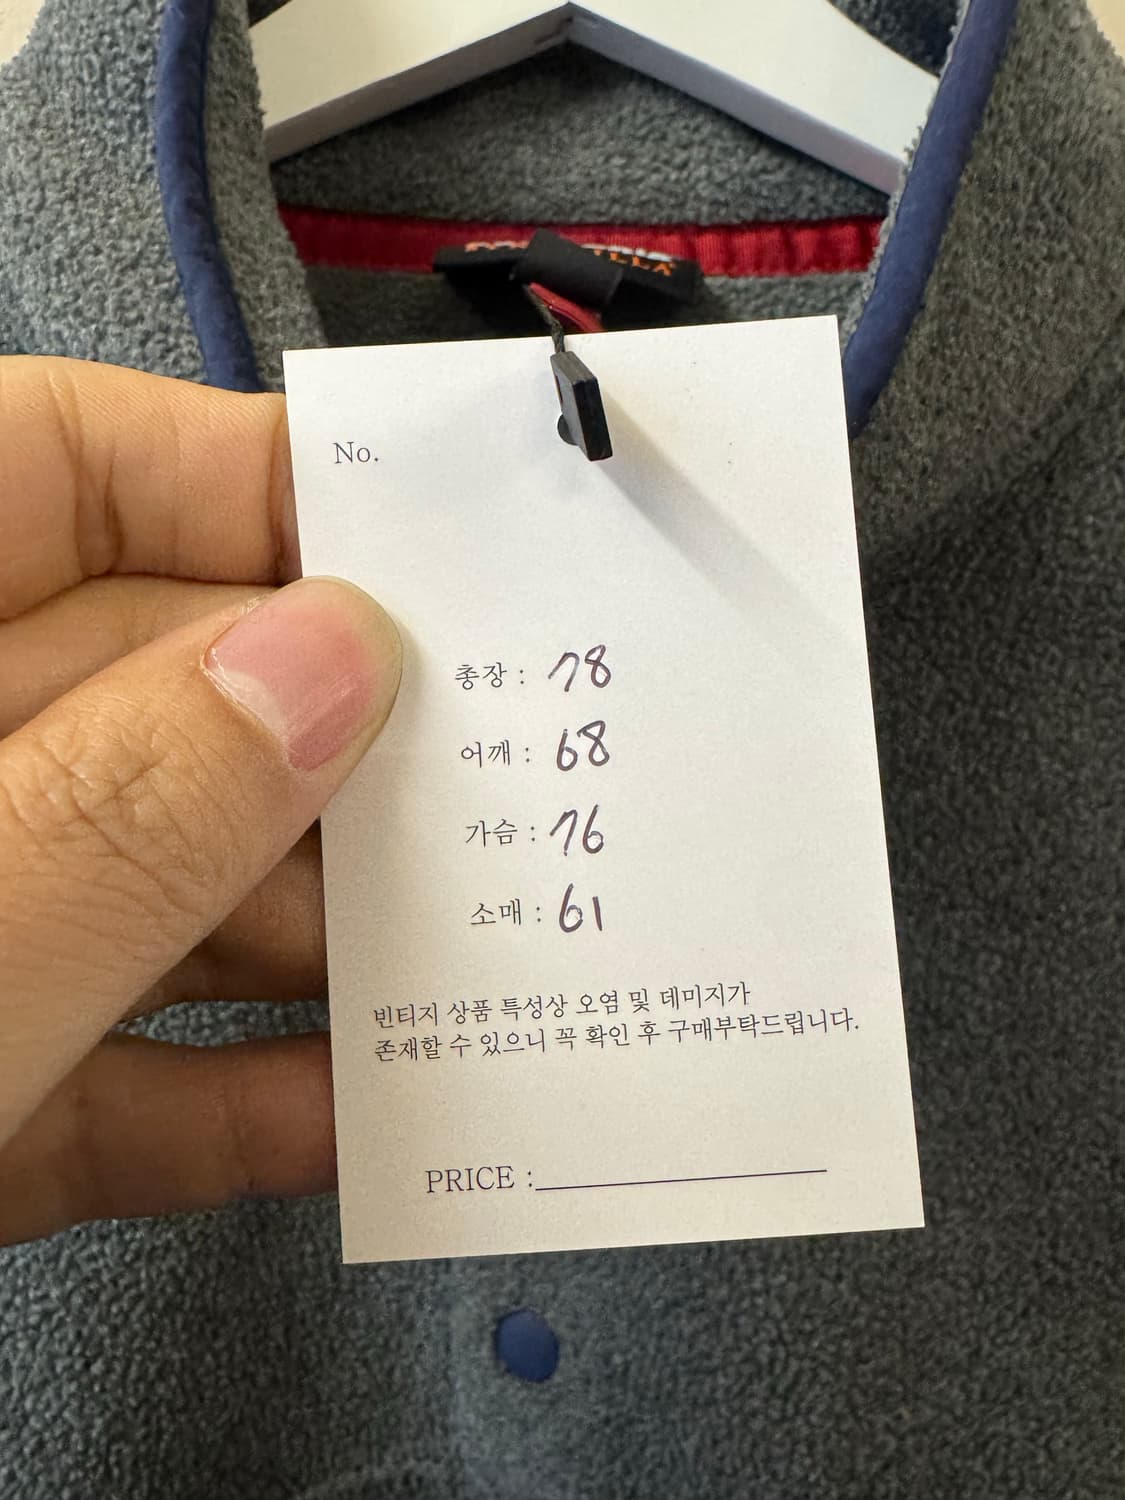 No.
총장 : 78
어깨 : 68
가슴 : 76
소매 : 61
빈티지 상품 특성상 오염 및 데미지가
존재할 수 있으니 꼭 확인 후 구매부탁드립니다.
PRICE :